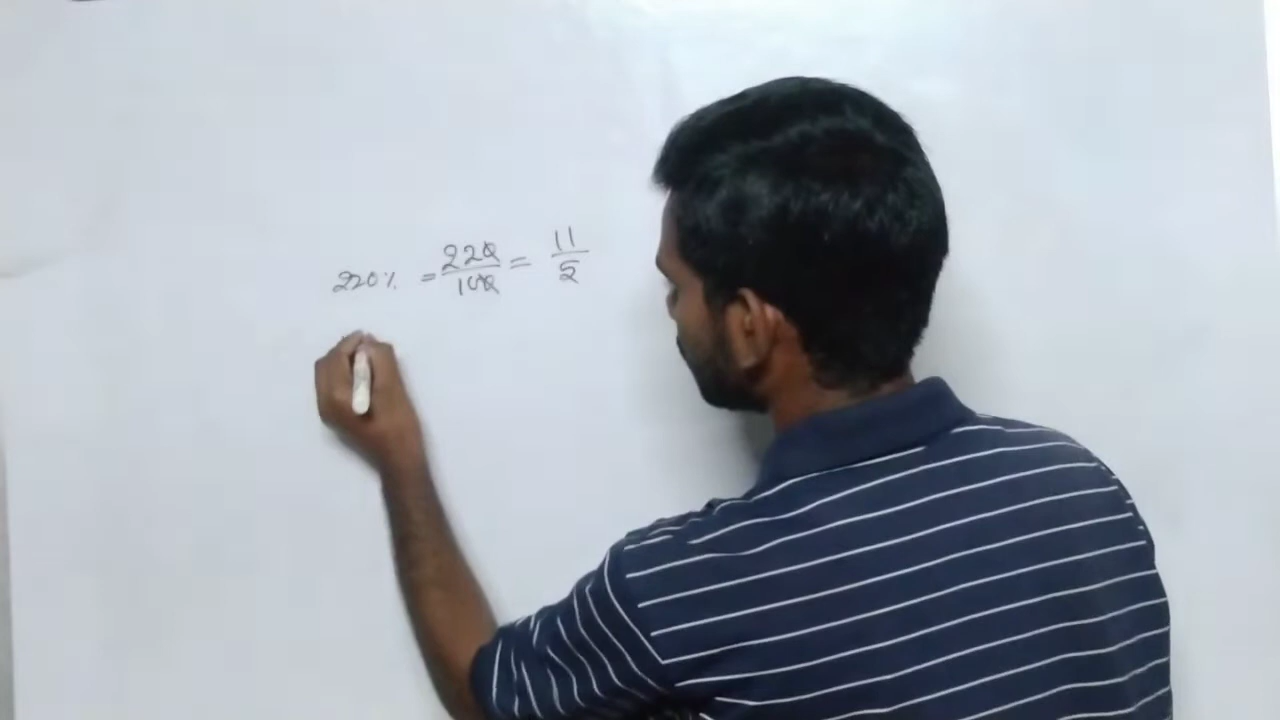 220% = 220/100 = 11/5